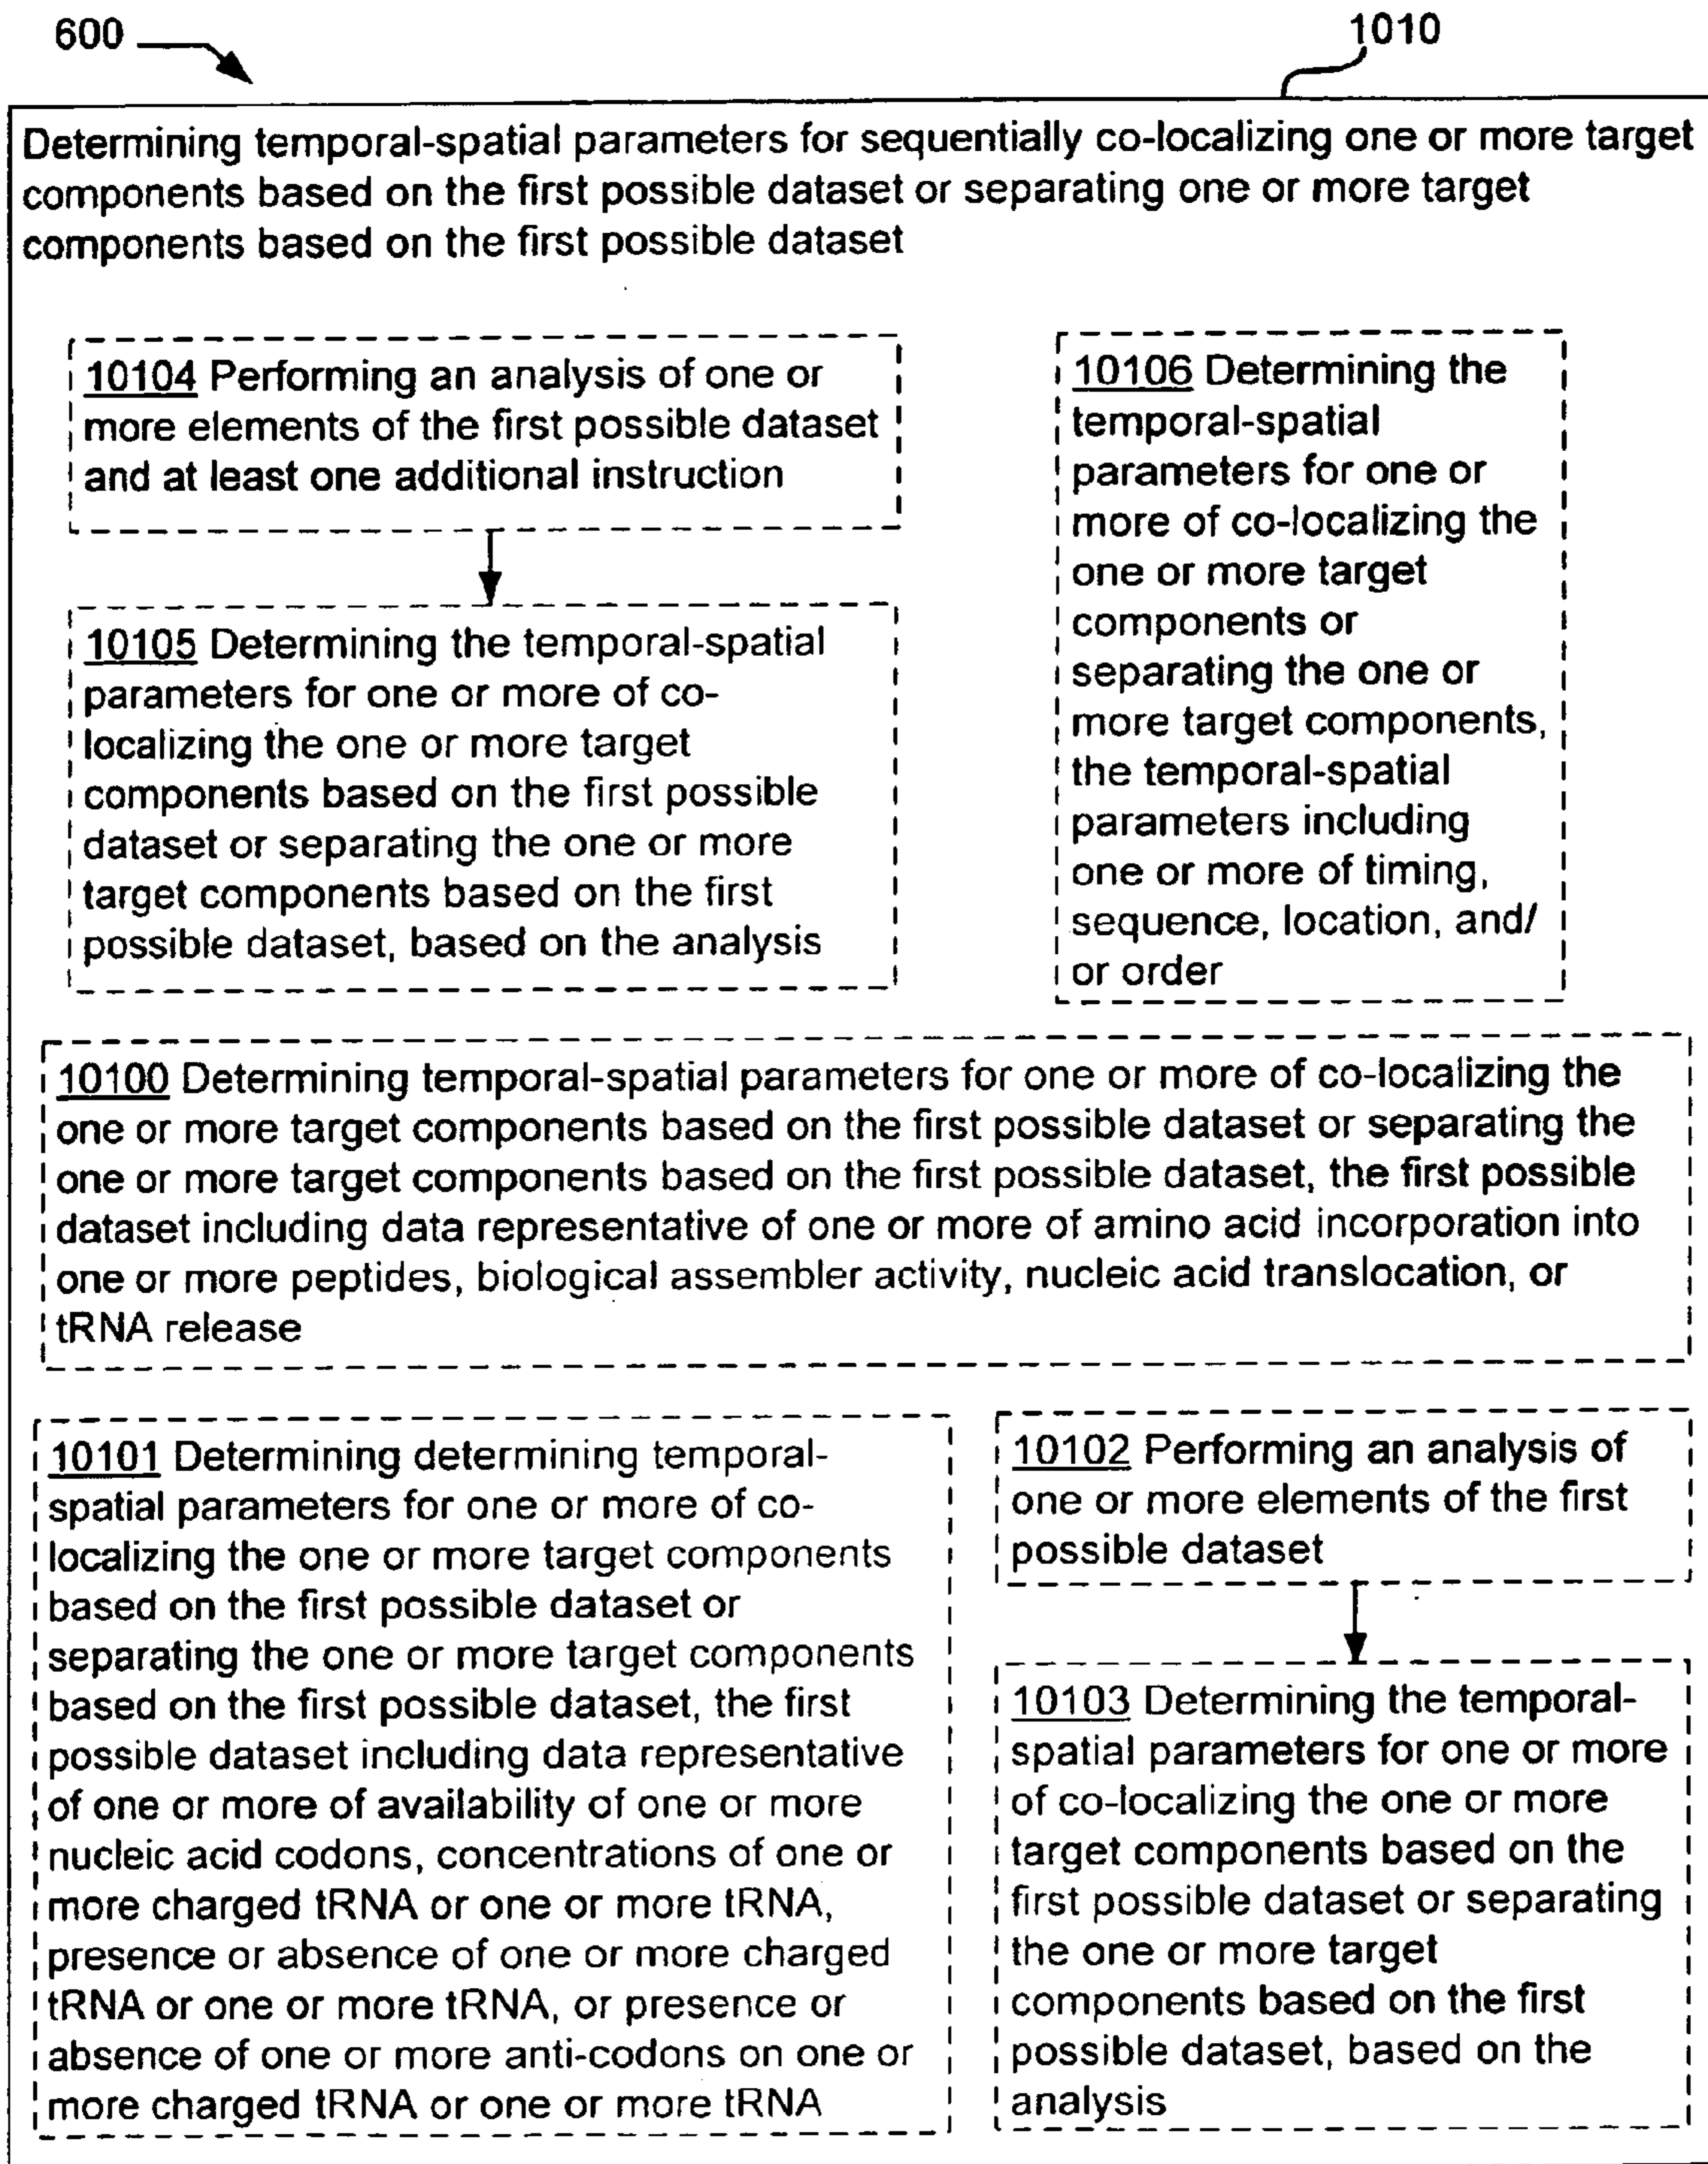 600
1010
Determining temporal-spatial parameters for sequentially co-localizing one or more target
components based on the first possible dataset or separating one or more target
components based on the first possible dataset
10104 Performing an analysis of one or
more elements of the first possible dataset
and at least one additional instruction
10105 Determining the temporal-spatial
parameters for one or more of co-
localizing the one or more target
components based on the first possible
dataset or separating the one or more
target components based on the first
possible dataset, based on the analysis
10106 Determining the
temporal-spatial
parameters for one or
more of co-localizing the
one or more target
components or
separating the one or
more target components,
the temporal-spatial
parameters including
one or more of timing,
sequence, location, and/
or order
10100 Determining temporal-spatial parameters for one or more of co-localizing the
one or more target components based on the first possible dataset or separating the
one or more target components based on the first possible dataset, the first possible
dataset including data representative of one or more of amino acid incorporation into
one or more peptides, biological assembler activity, nucleic acid translocation, or
tRNA release
10101 Determining determining temporal-
spatial parameters for one or more of co-
localizing the one or more target components
based on the first possible dataset or
separating the one or more target components
based on the first possible dataset, the first
possible dataset including data representative
of one or more of availability of one or more
nucleic acid codons, concentrations of one or
more charged tRNA or one or more tRNA,
presence or absence of one or more charged
tRNA or one or more tRNA, or presence or
absence of one or more anti-codons on one or
more charged tRNA or one or more tRNA
10102 Performing an analysis of
one or more elements of the first
possible dataset
10103 Determining the temporal-
spatial parameters for one or more
of co-localizing the one or more
target components based on the
first possible dataset or separating
the one or more target
components based on the first
possible dataset, based on the
analysis